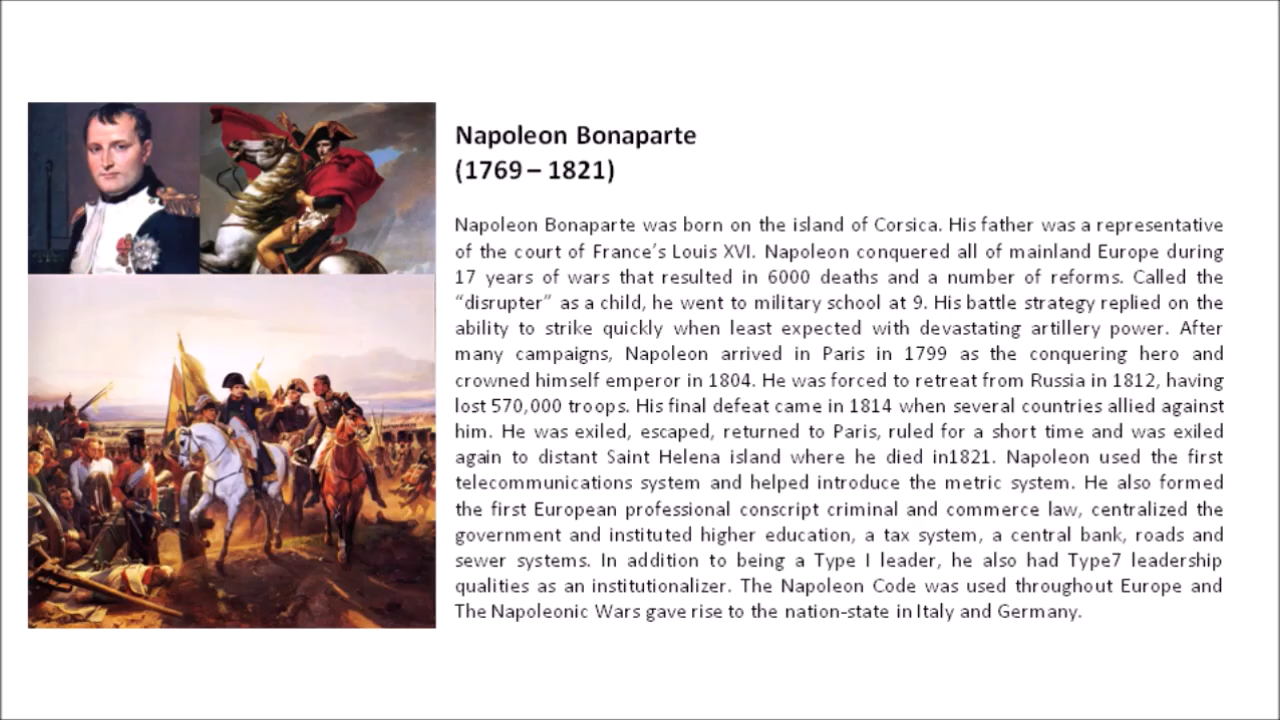 Napoleon Bonaparte
(1769 – 1821)
Napoleon Bonaparte was born on the island of Corsica. His father was a representative
of the court of France's Louis XVI. Napoleon conquered all of mainland Europe during
17 years of wars that resulted in 6000 deaths and a number of reforms. Called the
“disrupter” as a child, he went to military school at 9. His battle strategy replied on the
ability to strike quickly when least expected with devastating artillery power. After
many campaigns, Napoleon arrived in Paris in 1799 as the conquering hero and
crowned himself emperor in 1804. He was forced to retreat from Russia in 1812, having
lost 570,000 troops. His final defeat came in 1814 when several countries allied against
him. He was exiled, escaped, returned to Paris, ruled for a short time and was exiled
again to distant Saint Helena island where he died in1821. Napoleon used the first
telecommunications system and helped introduce the metric system. He also formed
the first European professional conscript criminal and commerce law, centralized the
government and instituted higher education, a tax system, a central bank, roads and
sewer systems. In addition to being a Type I leader, he also had Type7 leadership
qualities as an institutionalizer. The Napoleon Code was used throughout Europe and
The Napoleonic Wars gave rise to the nation-state in Italy and Germany.